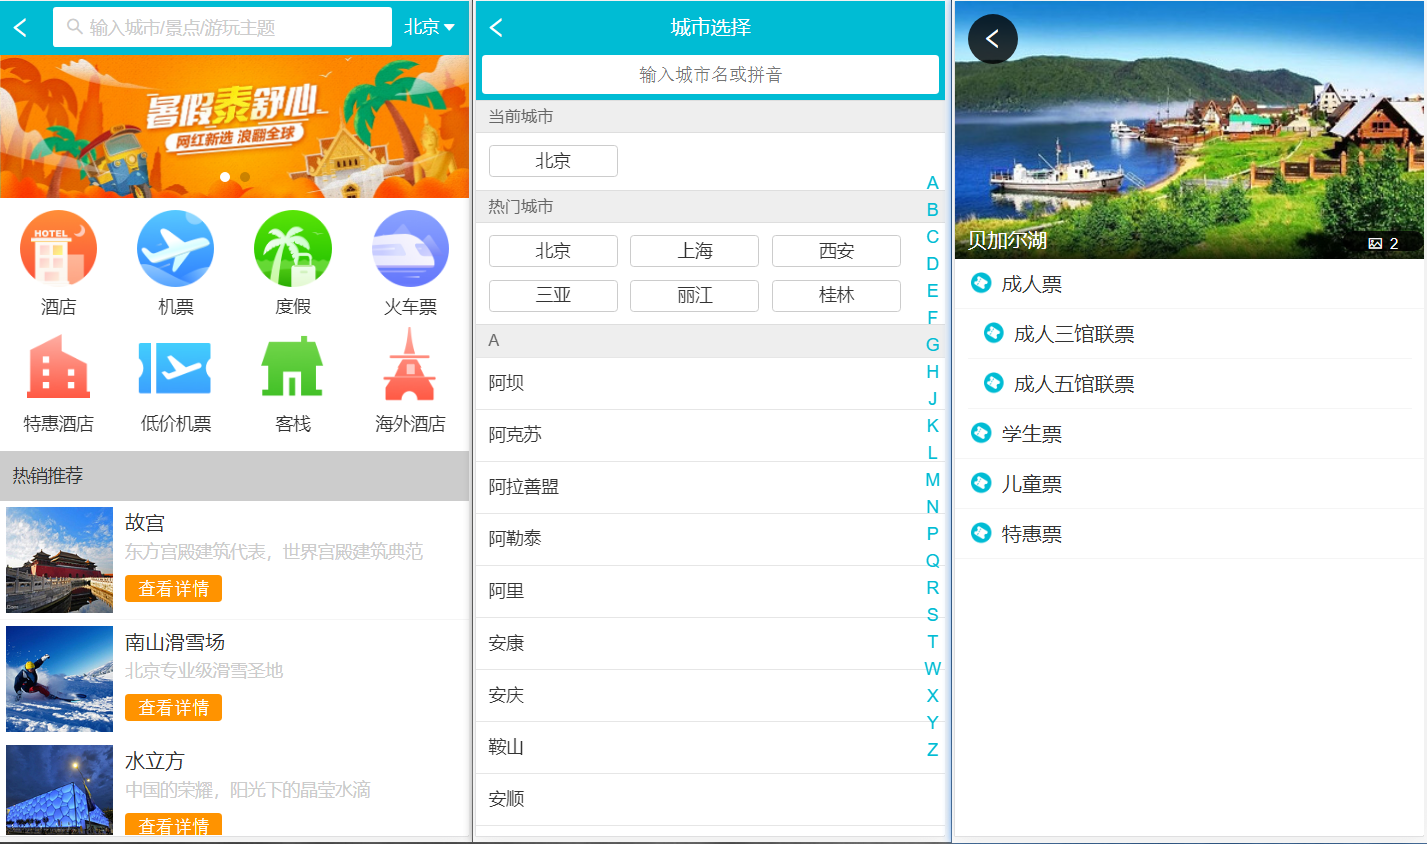 输入城市/景点/游玩主题
北京
暑假泰舒心
网红新选 浪翻全球
HOTEL
酒店
机票
度假
火车票
特惠酒店
低价机票
客栈
海外酒店
热销推荐
故宫
东方宫殿建筑代表，世界宫殿建筑典范
查看详情
南山滑雪场
北京专业级滑雪圣地
查看详情
水立方
中国的荣耀，阳光下的晶莹水滴
查看详情
城市选择
输入城市名或拼音
当前城市
北京
热门城市
北京
上海
西安
三亚
丽江
桂林
A
阿坝
阿克苏
阿拉善盟
阿勒泰
阿里
安康
安庆
鞍山
安顺
A
B
C
D
E
F
G
H
J
K
L
M
N
P
Q
R
S
T
W
X
Y
Z
贝加尔湖
2
成人票
成人三馆联票
成人五馆联票
学生票
儿童票
特惠票